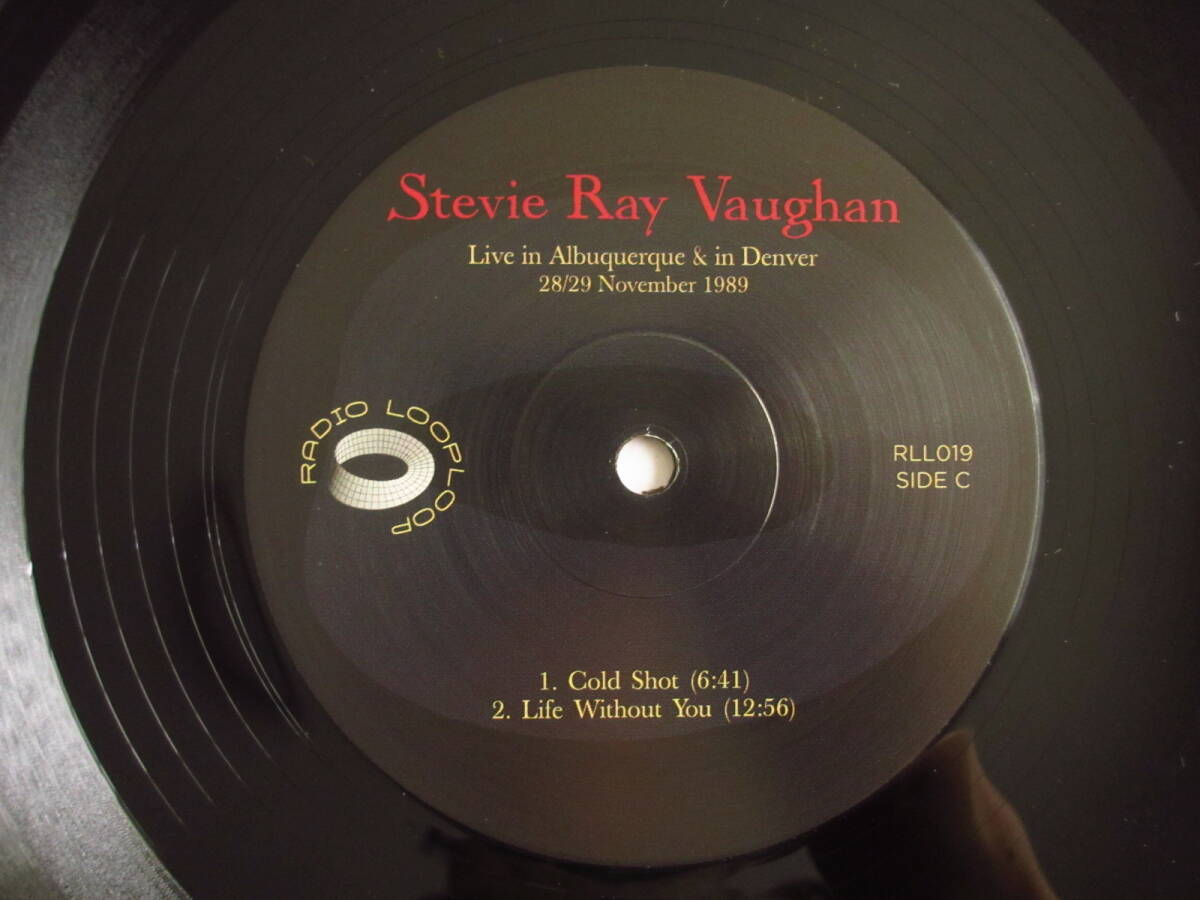 Stevie Ray Vaughan
Live in Albuquerque & in Denver
28/29 November 1989
RADIO LOOPLOOP
RLL019
SIDE C
1. Cold Shot (6:41)
2. Life Without You (12:56)